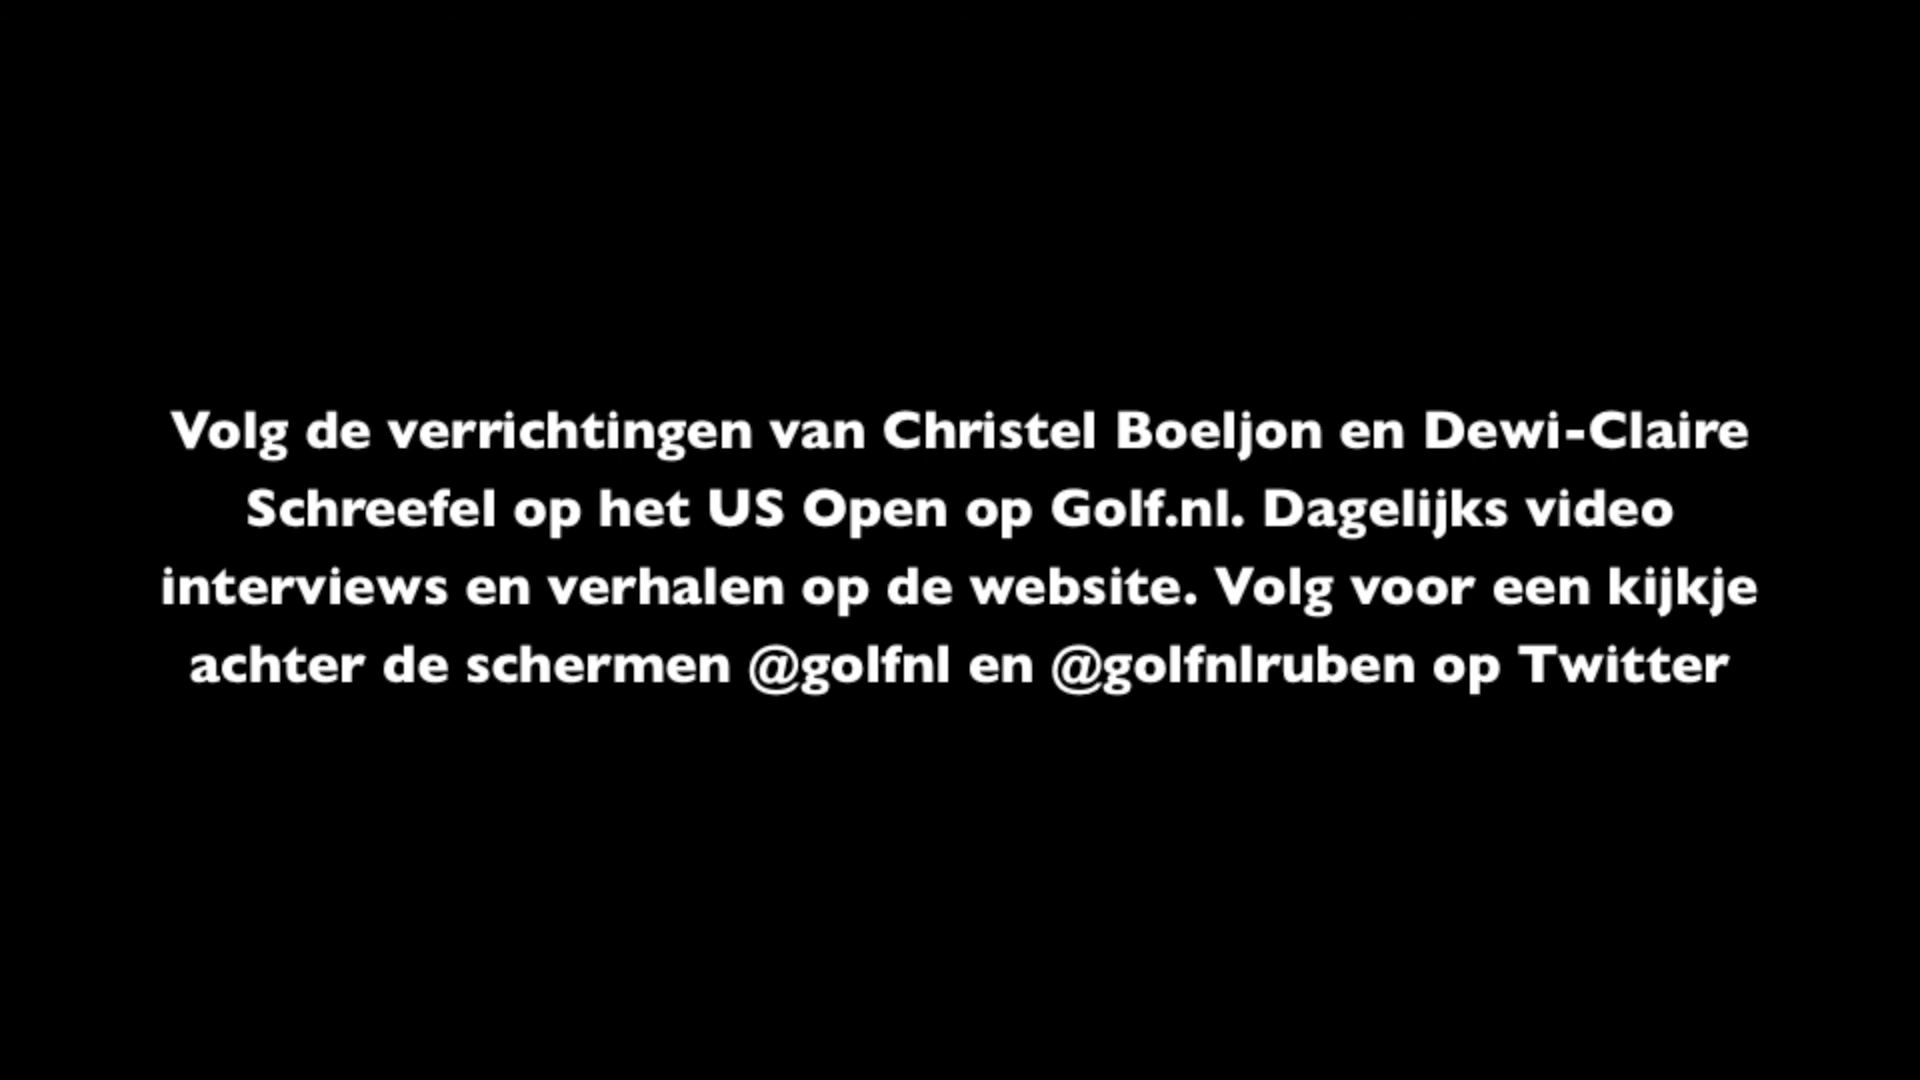 Volg de verrichtingen van Christel Boeljon en Dewi-Claire
Schreefel op het US Open op Golf.nl. Dagelijks video
interviews en verhalen op de website. Volg voor een kijkje
achter de schermen @golfnl en @golfnlruben op Twitter